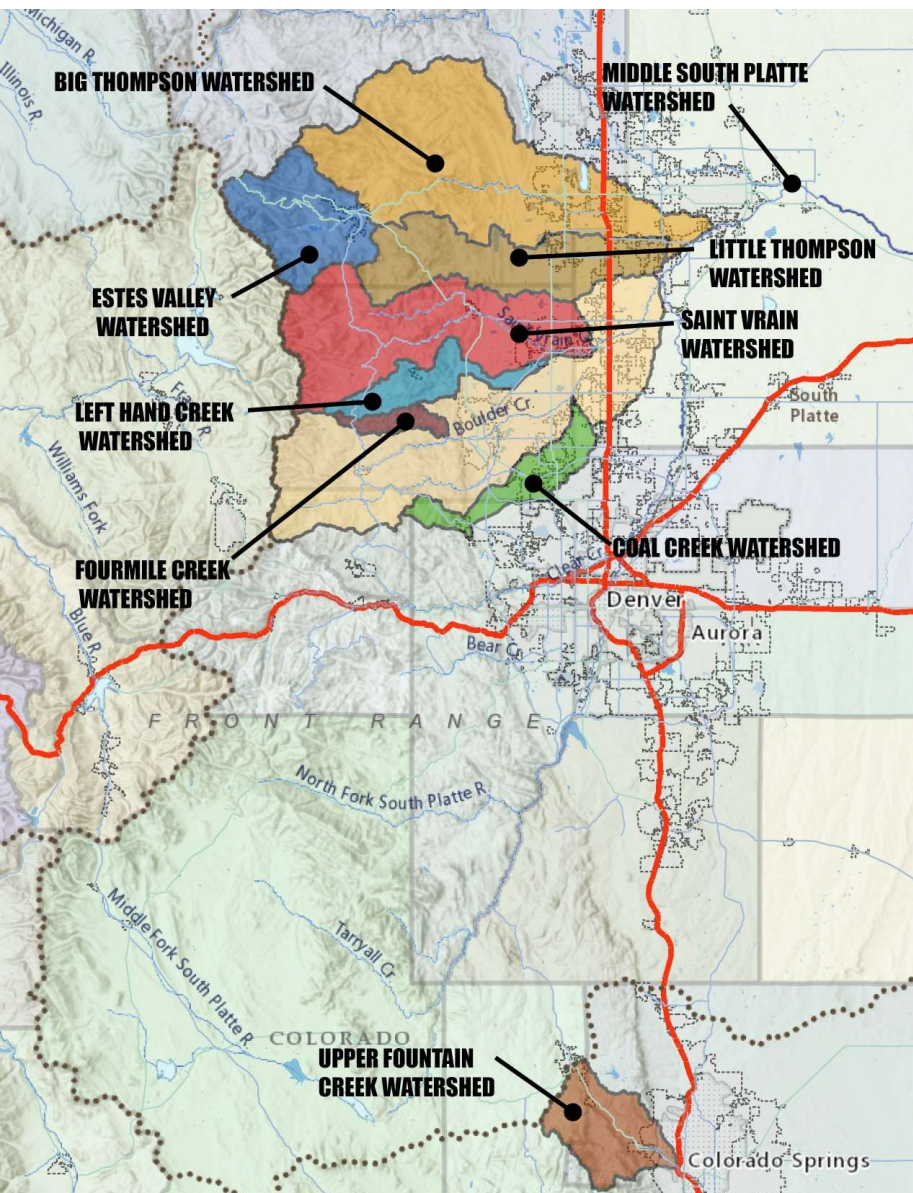 Michigan R.
Illinois R
BIG THOMPSON WATERSHED
MIDDLE SOUTH PLATTE
WATERSHED
LITTLE THOMPSON
WATERSHED
ESTES VALLEY
WATERSHED
SAINT VRAIN
WATERSHED
Saint Vrain Cr
LEFT HAND CREEK
WATERSHED
South
Platte
Boulder Cr.
Williams Fork
FOURMILE CREEK
WATERSHED
COAL CREEK WATERSHED
Clear Cr.
Denver
Aurora
Blue R.
Bear Cr
FRONT RANGE
North Fork South Platte R
Middle Fork South Platte R
Tarryall Cr
COLORADO
UPPER FOUNTAIN
CREEK WATERSHED
Colorado Springs